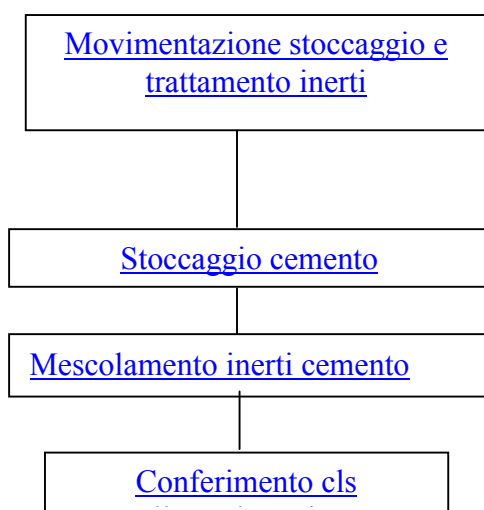 Movimentazione stoccaggio e
trattamento inerti
Stoccaggio cemento
Mescolamento inerti cemento
Conferimento cls